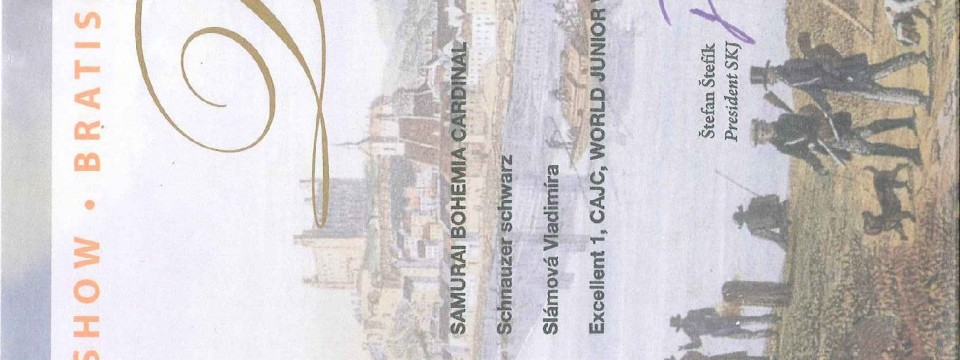 SHOW • BRATIS
D
SAMURAI BOHEMIA CARDINAL
Schnauzer schwarz
Slámová Vladimíra
Excellent 1, CAJC, WORLD JUNIOR
Štefan Štefík
President SKJ